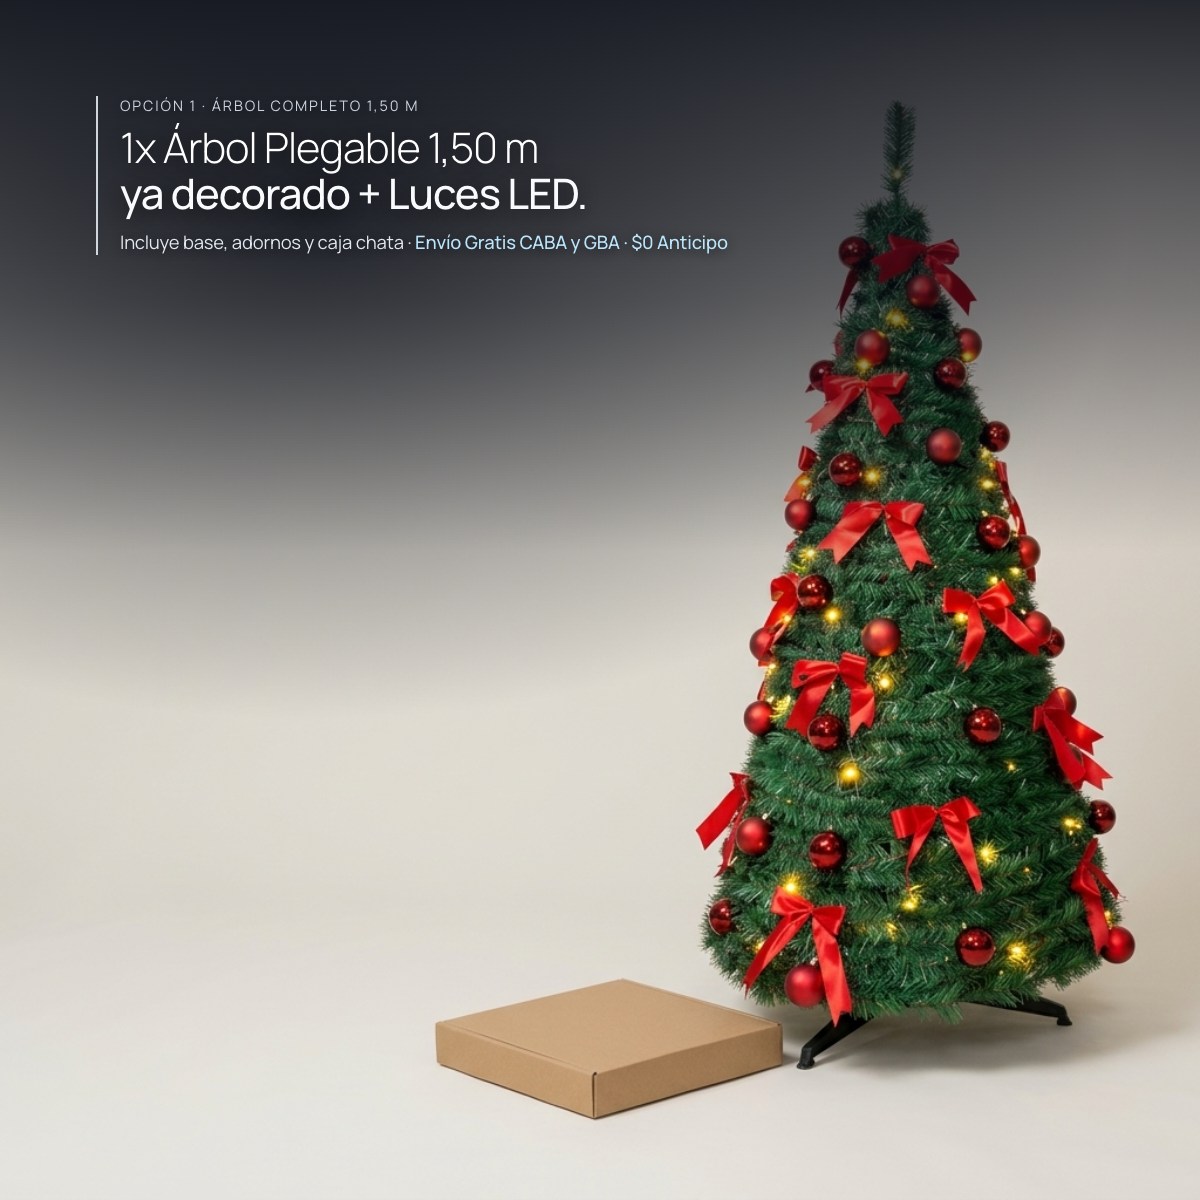 OPCIÓN 1 · ÁRBOL COMPLETO 1,50 M
1x Árbol Plegable 1,50 m
ya decorado + Luces LED.
Incluye base, adornos y caja chata · Envío Gratis CABA y GBA · $0 Anticipo